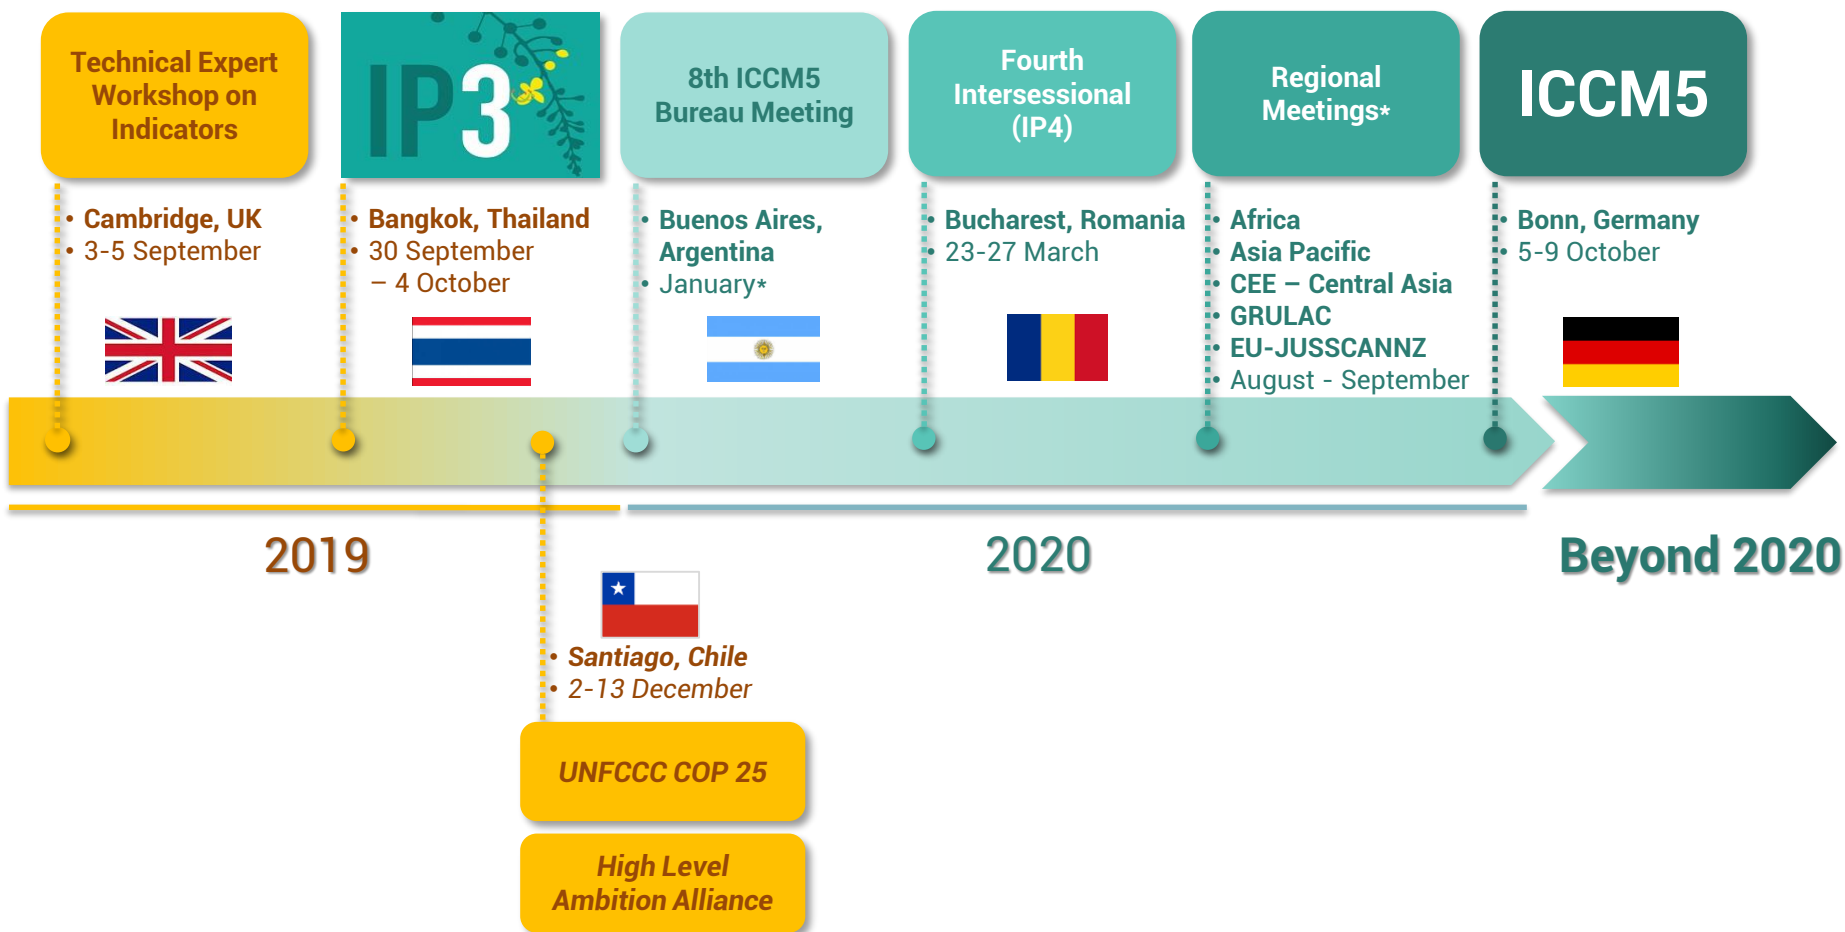 Technical Expert
Workshop on
Indicators
• Cambridge, UK
• 3-5 September
IP3
• Bangkok, Thailand
• 30 September
– 4 October
8th ICCM5
Bureau Meeting
• Buenos Aires,
Argentina
• January*
Fourth
Intersessional
(IP4)
• Bucharest, Romania
• 23-27 March
Regional
Meetings*
• Africa
• Asia Pacific
• CEE – Central Asia
• GRULAC
• EU-JUSSCANNZ
• August - September
ICCM5
• Bonn, Germany
• 5-9 October
2019
2020
Beyond 2020
• Santiago, Chile
• 2-13 December
UNFCCC COP 25
High Level
Ambition Alliance